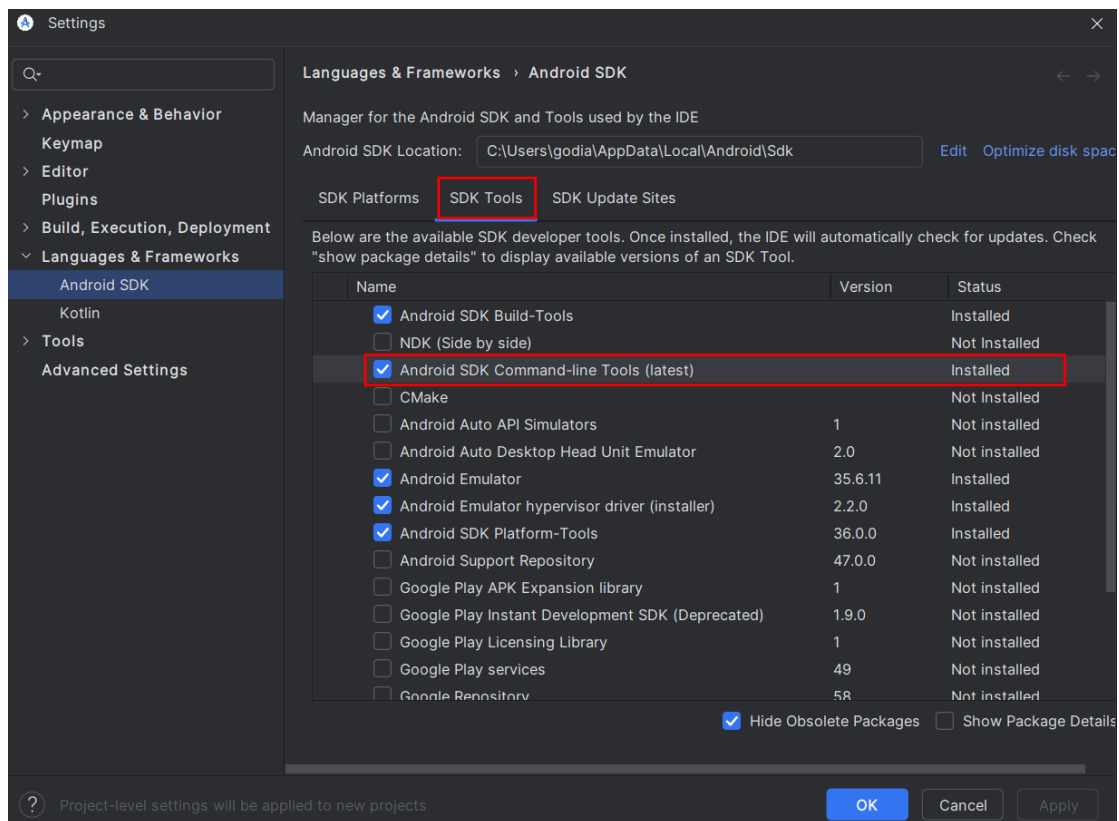 Settings
Languages & Frameworks › Android SDK
Appearance & Behavior
Keymap
Editor
Plugins
Build, Execution, Deployment
Languages & Frameworks
Android SDK
Kotlin
Tools
Advanced Settings
Manager for the Android SDK and Tools used by the IDE
Android SDK Location: C:\Users\godia\AppData\Local\Android\Sdk Edit Optimize disk spac
SDK Platforms SDK Tools SDK Update Sites
Below are the available SDK developer tools. Once installed, the IDE will automatically check for updates. Check
"show package details" to display available versions of an SDK Tool.
Name Version Status
Android SDK Build-Tools Installed
NDK (Side by side) Not Installed
Android SDK Command-line Tools (latest) Installed
CMake Not Installed
Android Auto API Simulators 1 Not installed
Android Auto Desktop Head Unit Emulator 2.0 Not installed
Android Emulator 35.6.11 Installed
Android Emulator hypervisor driver (installer) 2.2.0 Installed
Android SDK Platform-Tools 36.0.0 Installed
Android Support Repository 47.0.0 Not installed
Google Play APK Expansion library 1 Not installed
Google Play Instant Development SDK (Deprecated) 1.9.0 Not installed
Google Play Licensing Library 1 Not installed
Google Play services 49 Not installed
Google Repository 58 Not installed
Hide Obsolete Packages Show Package Details
? Project-level settings will be applied to new projects
OK Cancel Apply